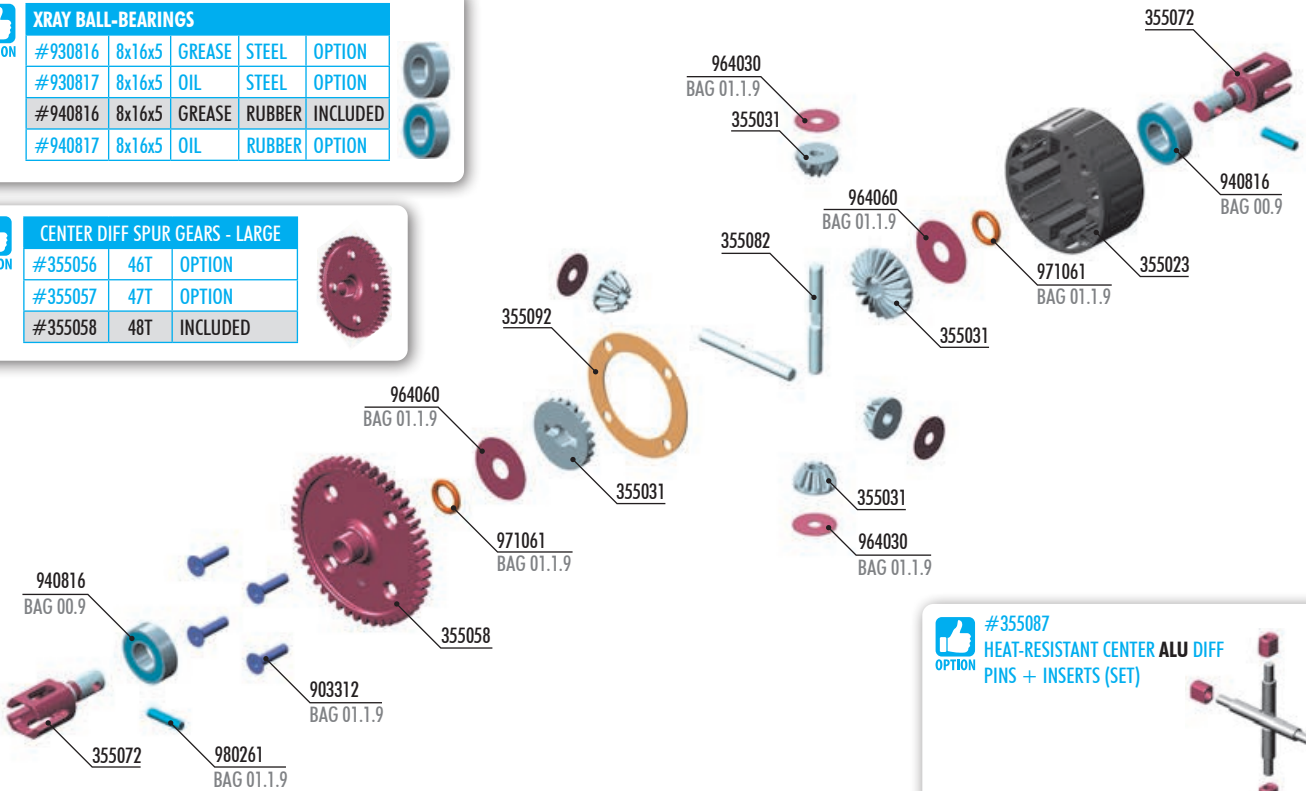 XRAY BALL-BEARINGS
#930816 8x16x5 GREASE STEEL OPTION
#930817 8x16x5 OIL STEEL OPTION
#940816 8x16x5 GREASE RUBBER INCLUDED
#940817 8x16x5 OIL RUBBER OPTION
CENTER DIFF SPUR GEARS - LARGE
#355056 46T OPTION
#355057 47T OPTION
#355058 48T INCLUDED
355072
964030
BAG 01.1.9
355031
940816
BAG 00.9
964060
BAG 01.1.9
355082
971061
BAG 01.1.9
355023
355031
355092
964060
BAG 01.1.9
355031
355031
971061
BAG 01.1.9
964030
BAG 01.1.9
940816
BAG 00.9
355058
903312
BAG 01.1.9
355072
980261
BAG 01.1.9
OPTION
#355087
HEAT-RESISTANT CENTER ALU DIFF
PINS + INSERTS (SET)